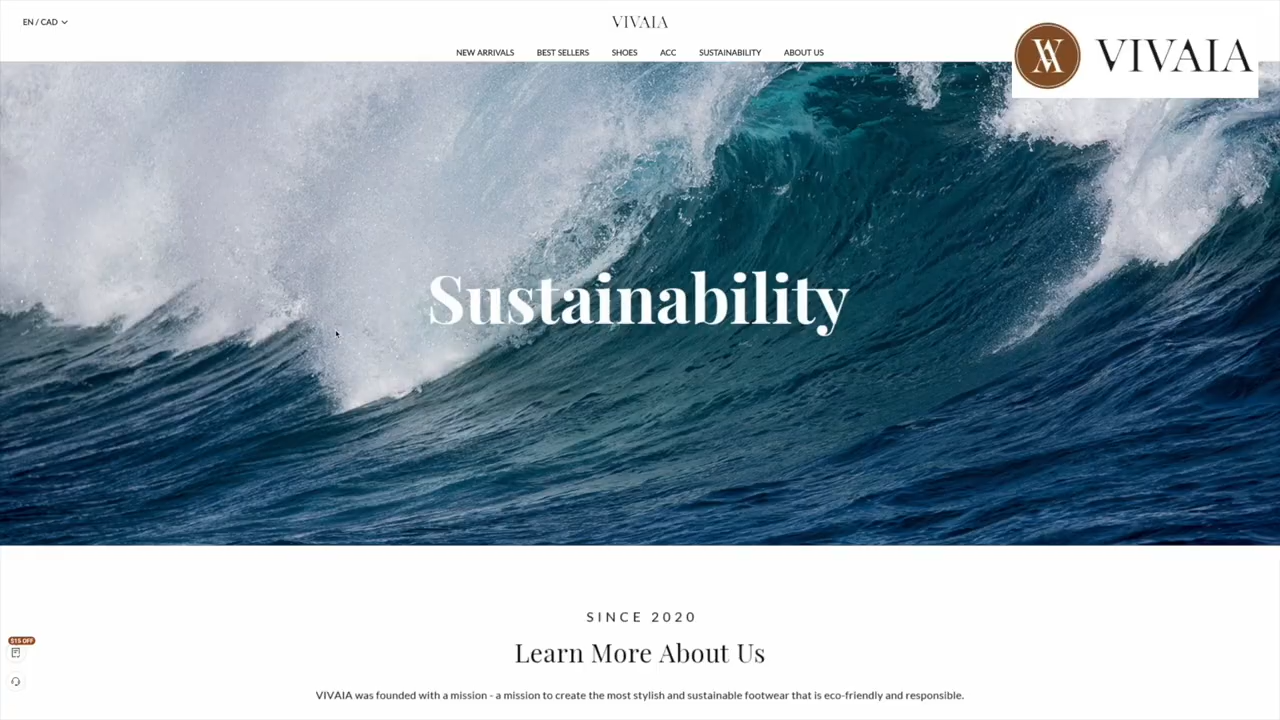 EN / CAD
VIVAIA
NEW ARRIVALS BEST SELLERS SHOES ACC SUSTAINABILITY ABOUT US
VIVAIA
Sustainability
SINCE 2020
Learn More About Us
VIVAIA was founded with a mission - a mission to create the most stylish and sustainable footwear that is eco-friendly and responsible.
$15 OFF